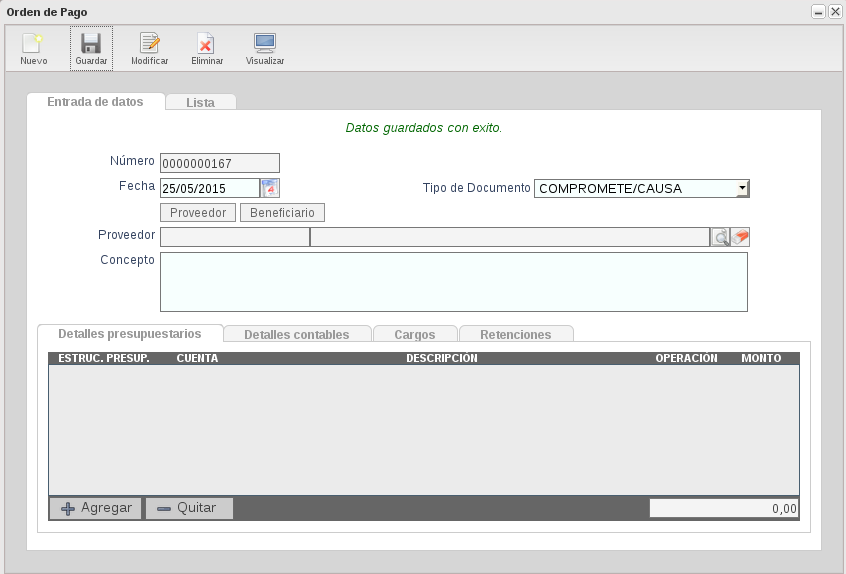 Orden de Pago
Nuevo Guardar Modificar Eliminar Visualizar
Entrada de datos Lista
Datos guardados con exito.
Número 0000000167
Fecha 25/05/2015 Tipo de Documento COMPROMETE/CAUSA
Proveedor Beneficiario
Proveedor
Concepto
Detalles presupuestarios Detalles contables Cargos Retenciones
ESTRUC. PRESUP. CUENTA DESCRIPCIÓN OPERACIÓN MONTO
Agregar Quitar 0,00